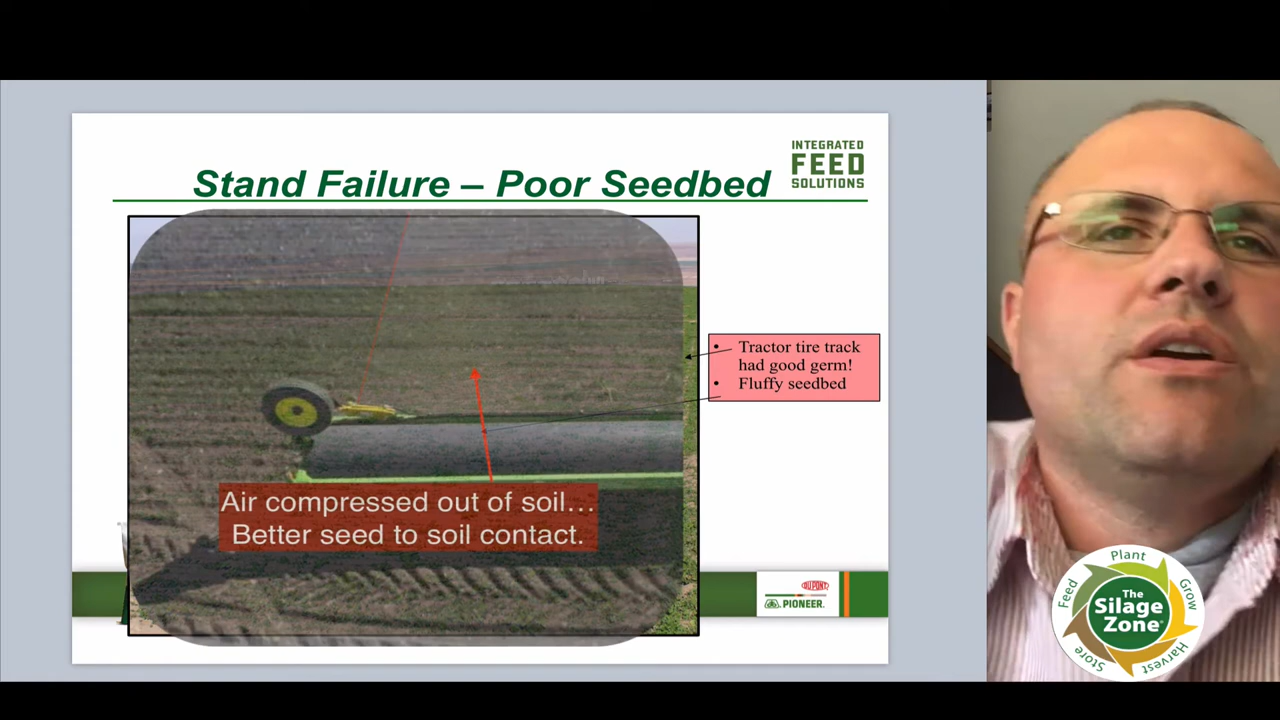 INTEGRATED
FEED
SOLUTIONS
Stand Failure – Poor Seedbed
• Tractor tire track
had good germ!
• Fluffy seedbed
Air compressed out of soil…
Better seed to soil contact.
DUPONT
PIONEER.
Plant
Grow
Harvest
Store
Feed
The
Silage
Zone®